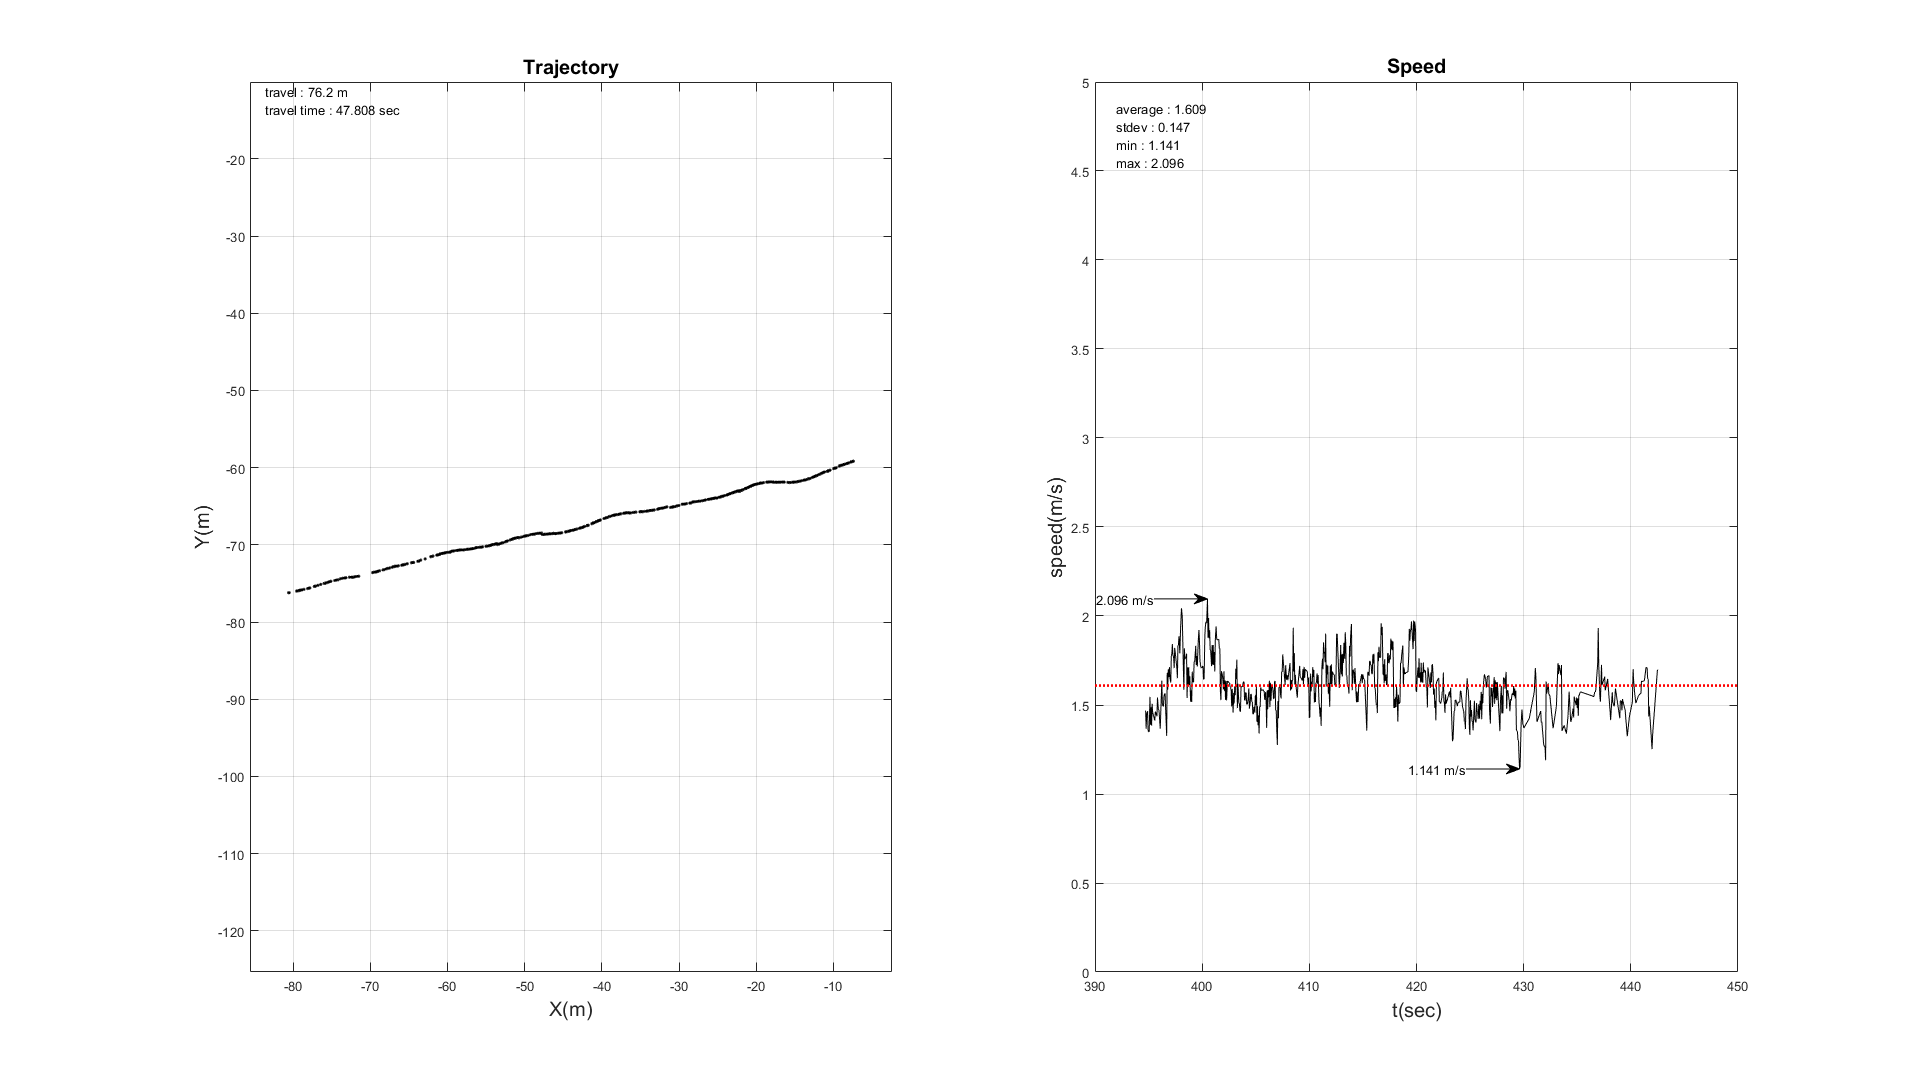 Trajectory
travel : 76.2 m
travel time : 47.808 sec
-20
-30
-40
-50
-60
-70
-80
-90
-100
-110
-120
Y(m)
-80 -70 -60 -50 -40 -30 -20 -10
X(m)
Speed
average : 1.609
stdev : 0.147
min : 1.141
max : 2.096
5
4.5
4
3.5
3
2.5
2
1.5
1
0.5
0
speed(m/s)
2.096 m/s
1.141 m/s
390 400 410 420 430 440 450
t(sec)